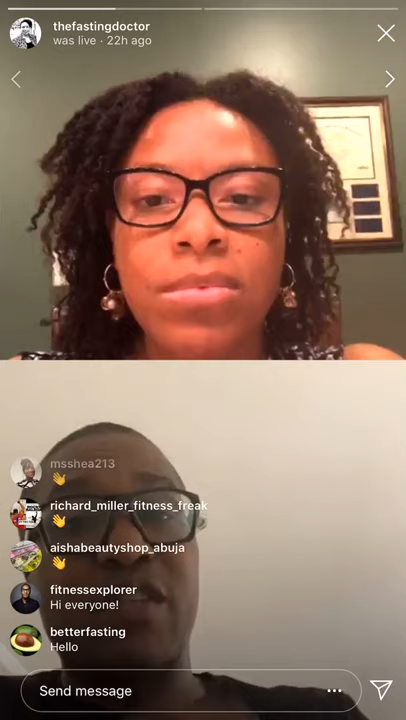 thefastingdoctor
was live · 22h ago
msshea213
👋
richard_miller_fitness_freak
👋
aishabeautyshop_abuja
👋
fitnessexplorer
Hi everyone!
betterfasting
Hello
Send message